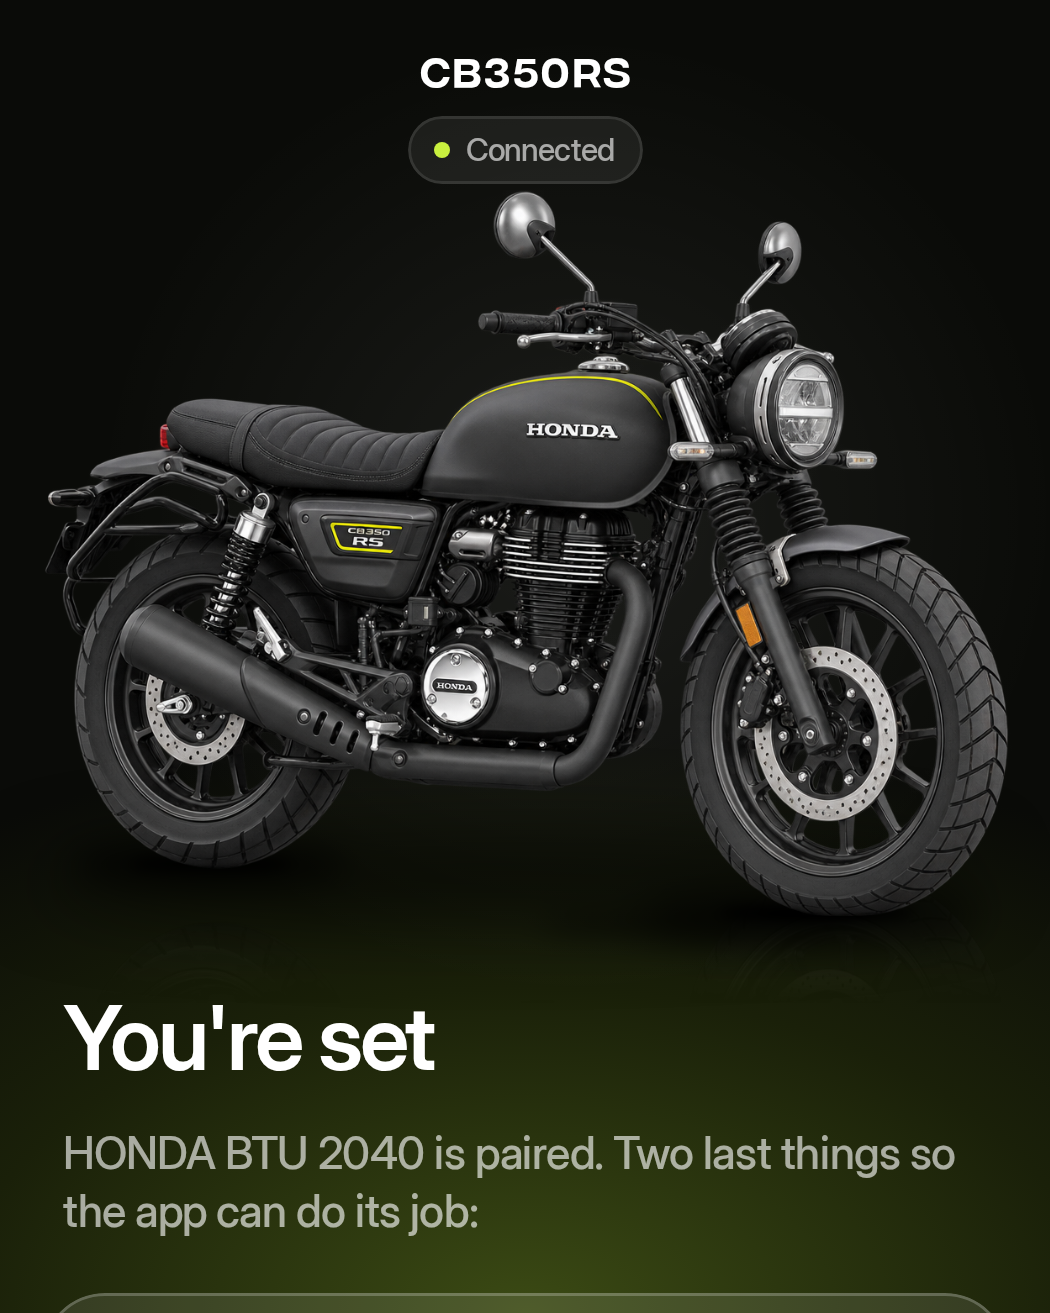 CB350RS
Connected
HONDA
CB350
RS
HONDA
You're set
HONDA BTU 2040 is paired. Two last things so
the app can do its job: